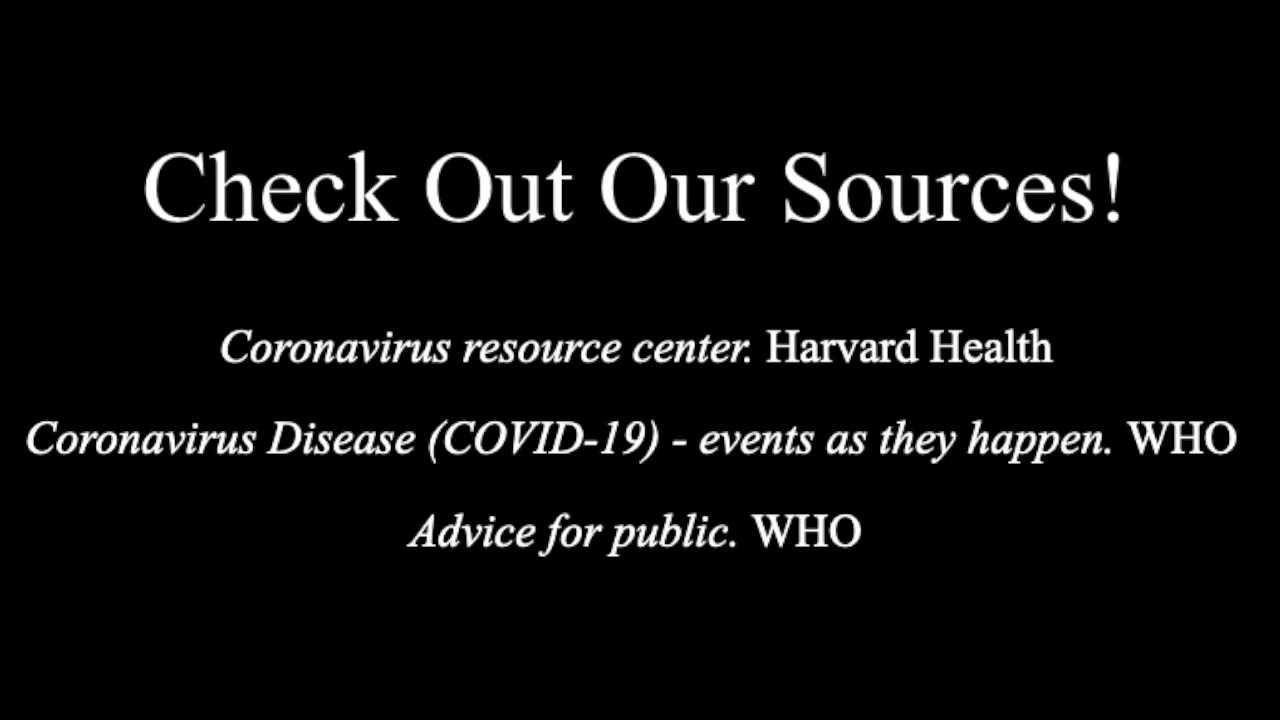 Check Out Our Sources!
Coronavirus resource center. Harvard Health
Coronavirus Disease (COVID-19) - events as they happen. WHO
Advice for public. WHO